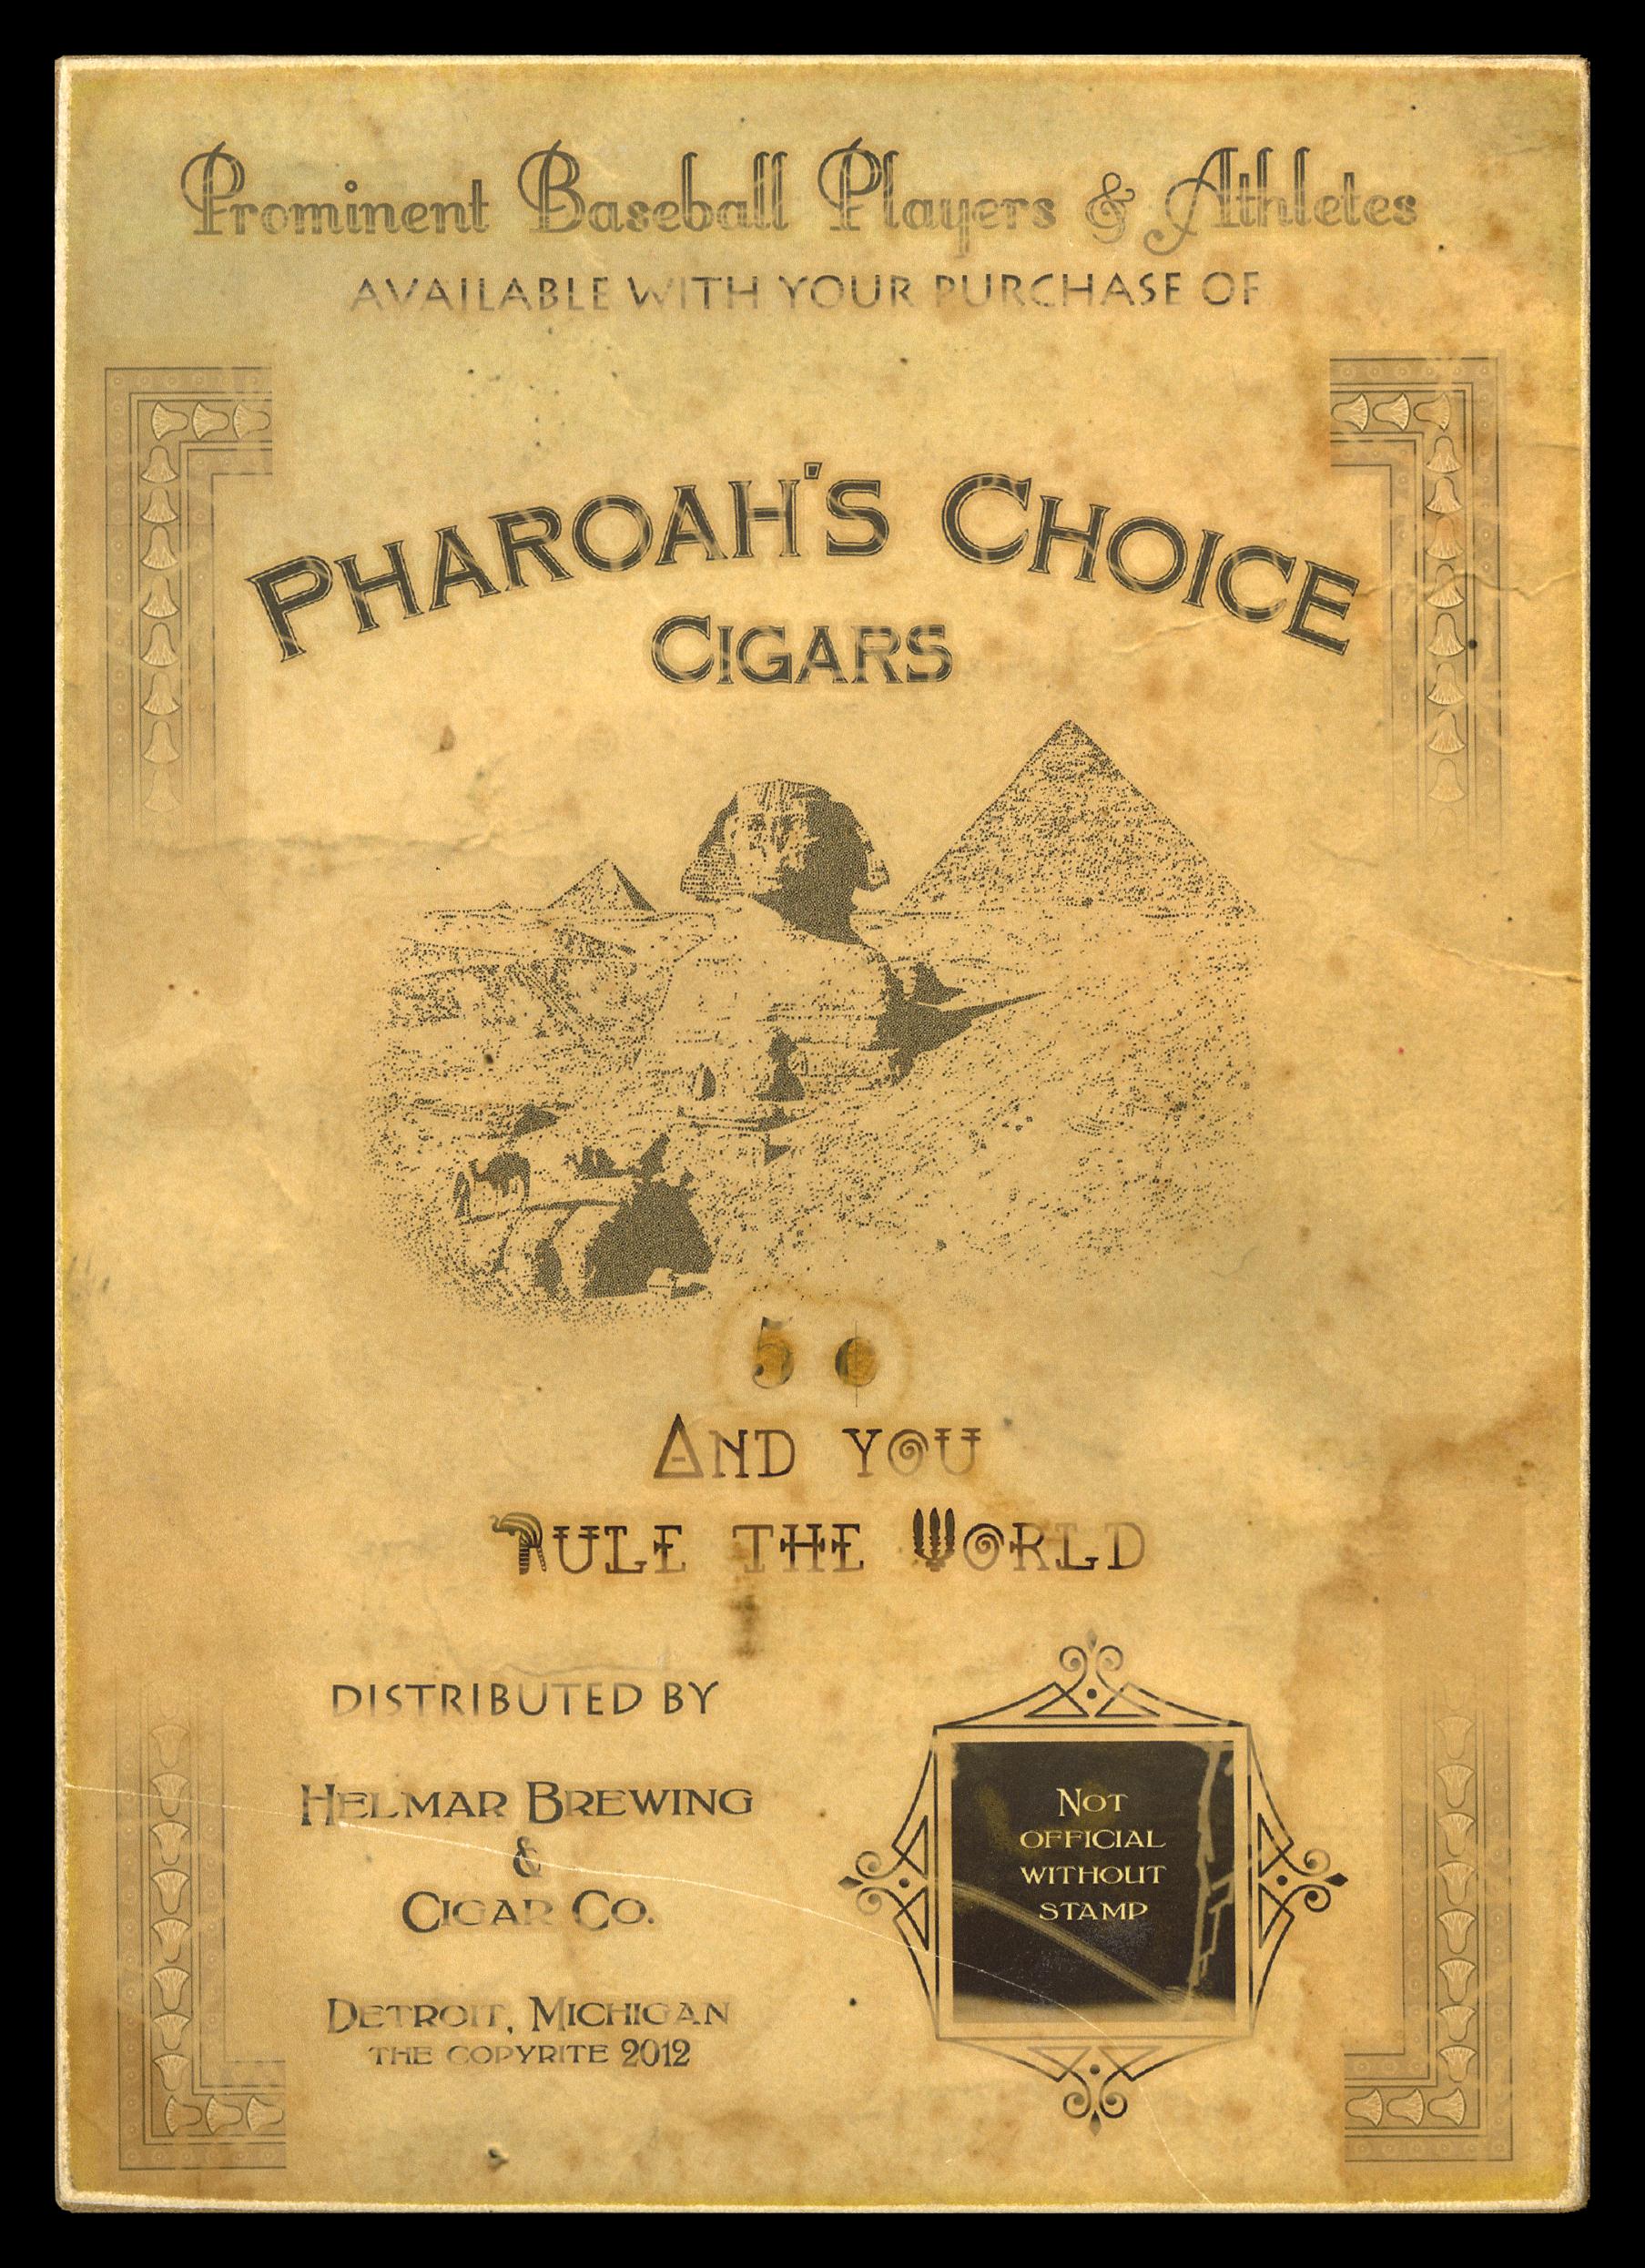 Prominent Baseball Players & Athletes
AVAILABLE WITH YOUR PURCHASE OF
PHAROAH'S CHOICE
CIGARS
5 ¢
AND YOU
RULE THE WORLD
DISTRIBUTED BY
HELMAR BREWING
&
CIGAR CO.
DETROIT, MICHIGAN
THE COPYRITE 2012
NOT
OFFICIAL
WITHOUT
STAMP